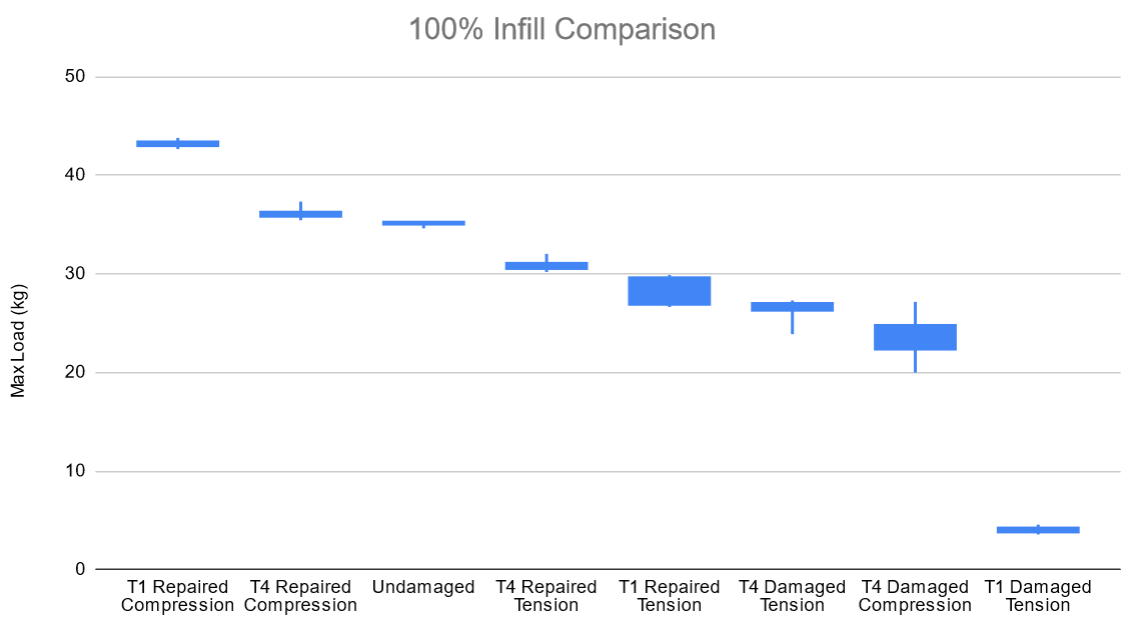 100% Infill Comparison
50
40
30
20
10
0
Max Load (kg)
T1 Repaired
Compression
T4 Repaired
Compression
Undamaged
T4 Repaired
Tension
T1 Repaired
Tension
T4 Damaged
Tension
T4 Damaged
Compression
T1 Damaged
Tension